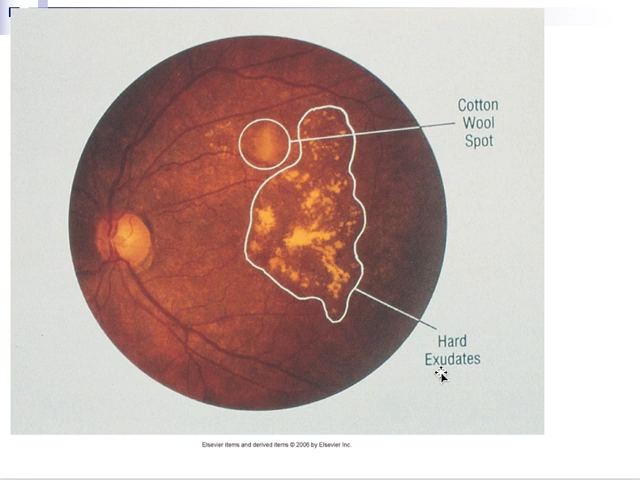 Cotton
Wool
Spot
Hard
Exudates
Elsevier items and derived items © 2006 by Elsevier Inc.